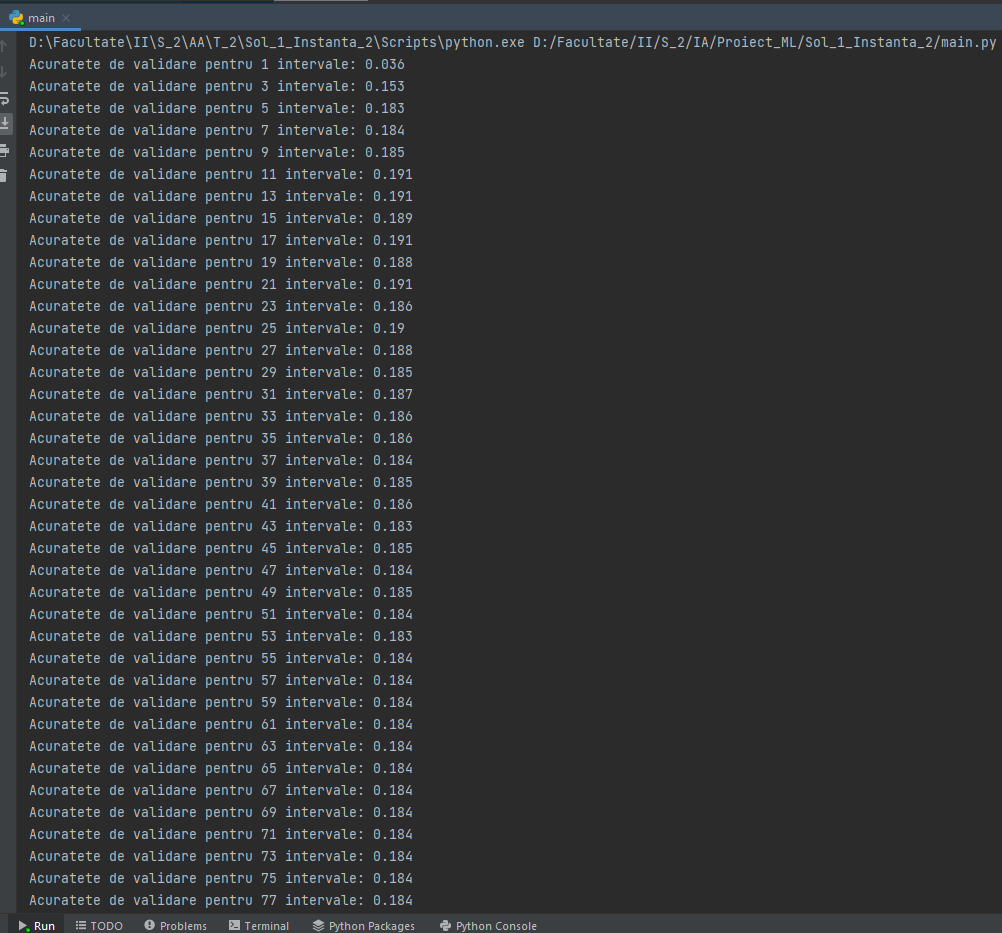 main
D:\Facultate\II\S_2\AA\T_2\Sol_1_Instanta_2\Scripts\python.exe D:/Facultate/II/S_2/IA/Proiect_ML/Sol_1_Instanta_2/main.py
Acuratete de validare pentru 1 intervale: 0.036
Acuratete de validare pentru 3 intervale: 0.153
Acuratete de validare pentru 5 intervale: 0.183
Acuratete de validare pentru 7 intervale: 0.184
Acuratete de validare pentru 9 intervale: 0.185
Acuratete de validare pentru 11 intervale: 0.191
Acuratete de validare pentru 13 intervale: 0.191
Acuratete de validare pentru 15 intervale: 0.189
Acuratete de validare pentru 17 intervale: 0.191
Acuratete de validare pentru 19 intervale: 0.188
Acuratete de validare pentru 21 intervale: 0.191
Acuratete de validare pentru 23 intervale: 0.186
Acuratete de validare pentru 25 intervale: 0.19
Acuratete de validare pentru 27 intervale: 0.188
Acuratete de validare pentru 29 intervale: 0.185
Acuratete de validare pentru 31 intervale: 0.187
Acuratete de validare pentru 33 intervale: 0.186
Acuratete de validare pentru 35 intervale: 0.186
Acuratete de validare pentru 37 intervale: 0.184
Acuratete de validare pentru 39 intervale: 0.185
Acuratete de validare pentru 41 intervale: 0.186
Acuratete de validare pentru 43 intervale: 0.183
Acuratete de validare pentru 45 intervale: 0.185
Acuratete de validare pentru 47 intervale: 0.184
Acuratete de validare pentru 49 intervale: 0.185
Acuratete de validare pentru 51 intervale: 0.184
Acuratete de validare pentru 53 intervale: 0.183
Acuratete de validare pentru 55 intervale: 0.184
Acuratete de validare pentru 57 intervale: 0.184
Acuratete de validare pentru 59 intervale: 0.184
Acuratete de validare pentru 61 intervale: 0.184
Acuratete de validare pentru 63 intervale: 0.184
Acuratete de validare pentru 65 intervale: 0.184
Acuratete de validare pentru 67 intervale: 0.184
Acuratete de validare pentru 69 intervale: 0.184
Acuratete de validare pentru 71 intervale: 0.184
Acuratete de validare pentru 73 intervale: 0.184
Acuratete de validare pentru 75 intervale: 0.184
Acuratete de validare pentru 77 intervale: 0.184
Run TODO Problems Terminal Python Packages Python Console